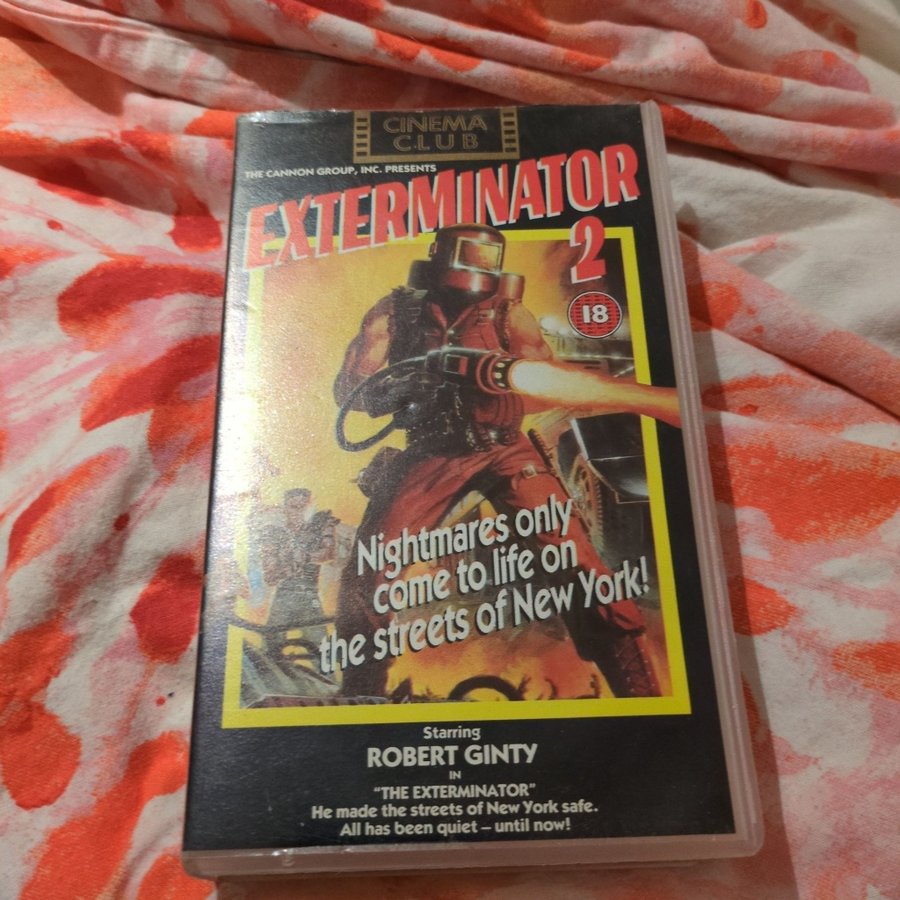 CINEMA
CLUB
THE CANNON GROUP, INC. PRESENTS
EXTERMINATOR
2
18
Nightmares only
come to life on
the streets of New York!
Starring
ROBERT GINTY
IN
"THE EXTERMINATOR"
He made the streets of New York safe.
All has been quiet – until now!